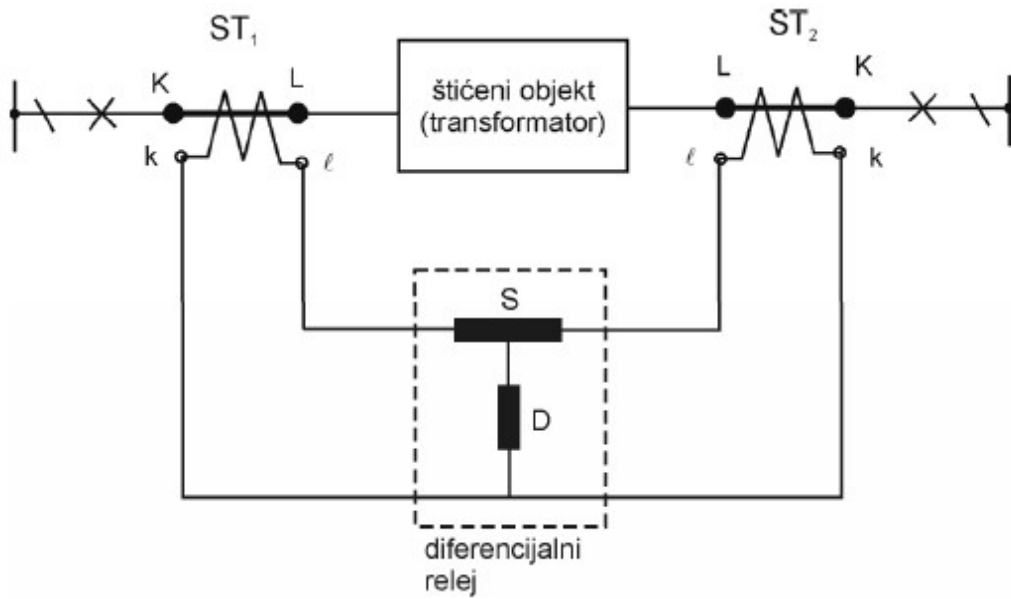 ST₁
ST₂
K
L
štićeni objekt
(transformator)
L
K
k
ℓ
ℓ
k
S
D
diferencijalni
relej